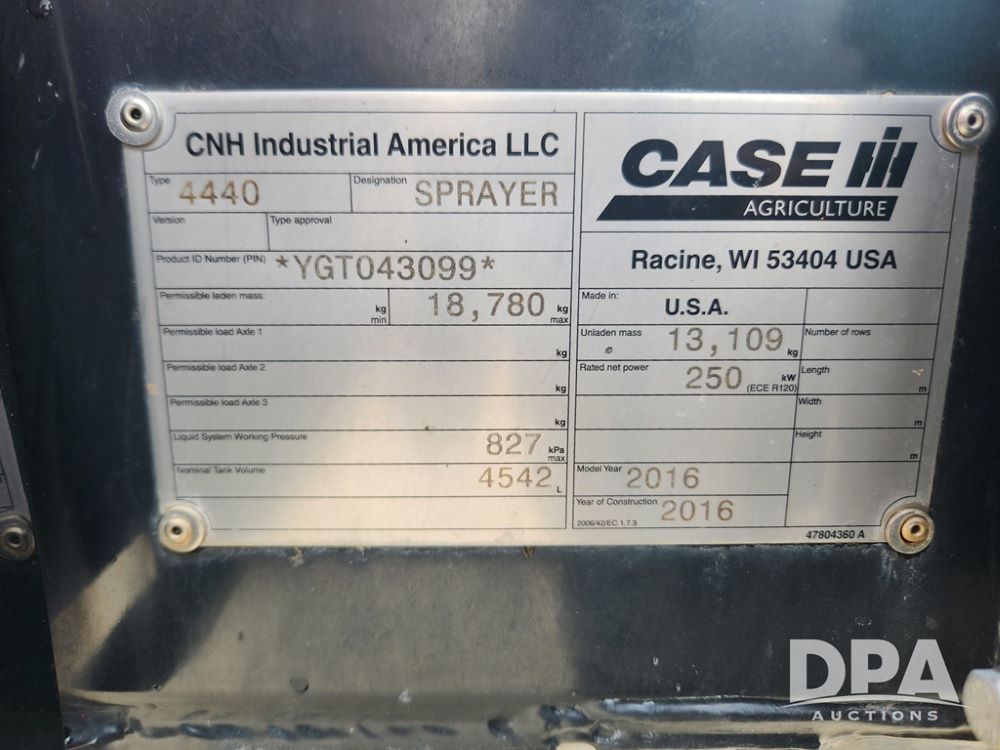 CNH Industrial America LLC
Type 4440 Designation SPRAYER
Version Type approval
Product ID Number (PIN) *YGT043099*
Permissible laden mass: kg min 18,780 kg max
Permissible load Axle 1 kg
Permissible load Axle 2 kg
Permissible load Axle 3 kg
Liquid System Working Pressure 827 kPa max
Nominal Tank Volume 4542 L
CASE IH
AGRICULTURE
Racine, WI 53404 USA
Made in: U.S.A.
Unladen mass 13,109 kg Number of rows
Rated net power 250 kW (ECE R120) Length m
Width m
Height m
Model Year 2016
Year of Construction 2016
2006/42/EC 1.7.3
47804360 A
DPA
AUCTIONS